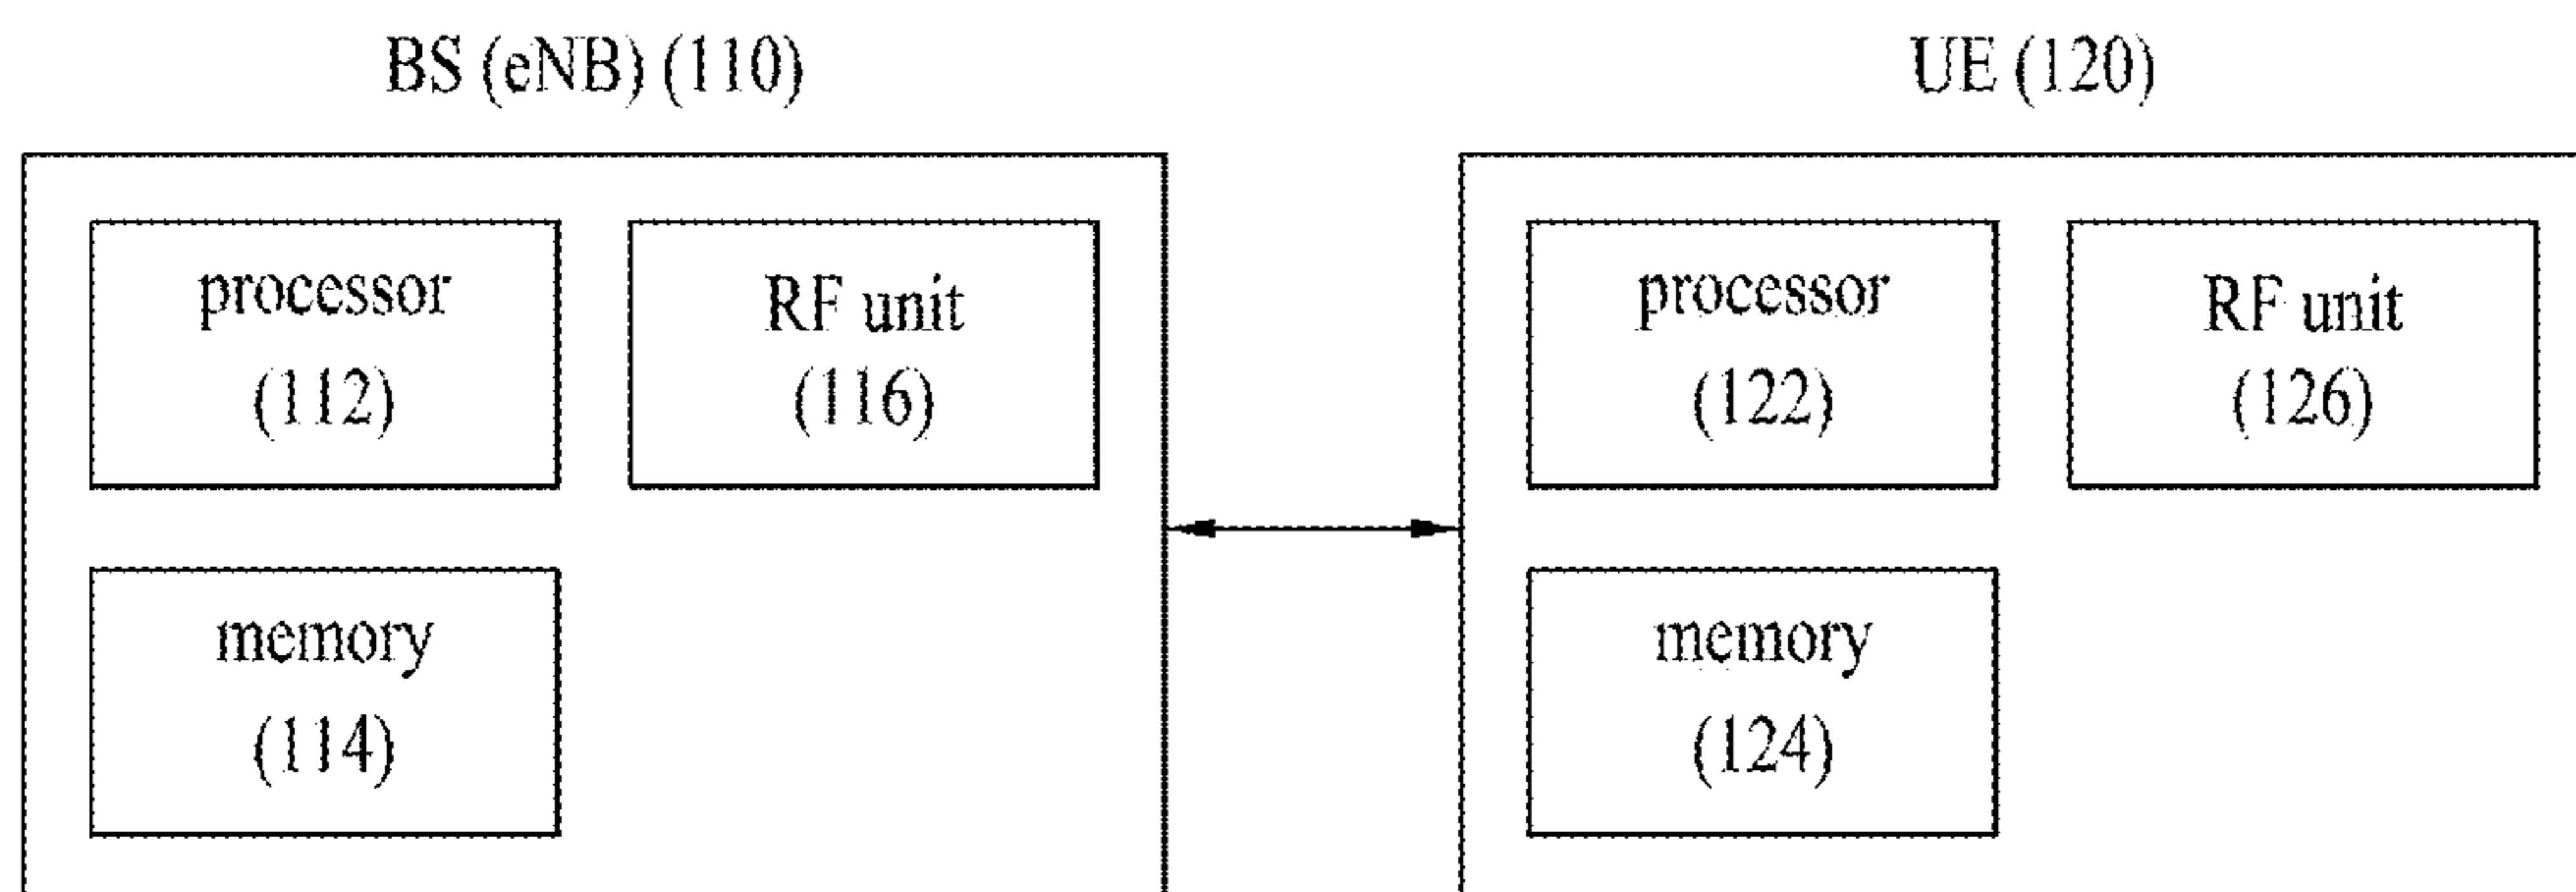 BS (eNB) (110)
processor
(112)
RF unit
(116)
memory
(114)
UE (120)
processor
(122)
RF unit
(126)
memory
(124)